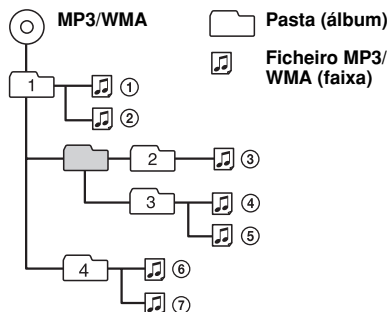 MP3/WMA
Pasta (álbum)
Ficheiro MP3/
WMA (faixa)
1
①
②
2
③
3
④
⑤
4
⑥
⑦